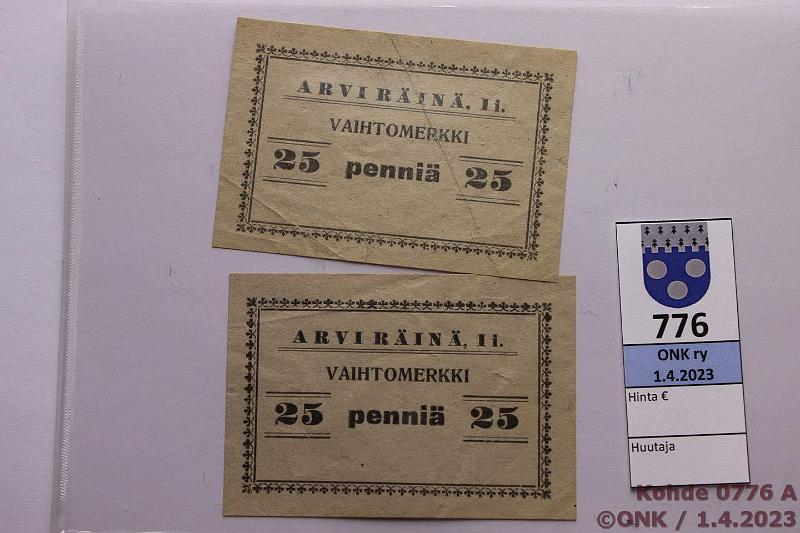 ARVI RÄINÄ, Ii.
VAIHTOMERKKI
25 penniä 25
ARVI RÄINÄ, Ii.
VAIHTOMERKKI
25 penniä 25
776
ONK ry
1.4.2023
Hinta €
Huutaja
Kohde 0776 A
©ONK / 1.4.2023